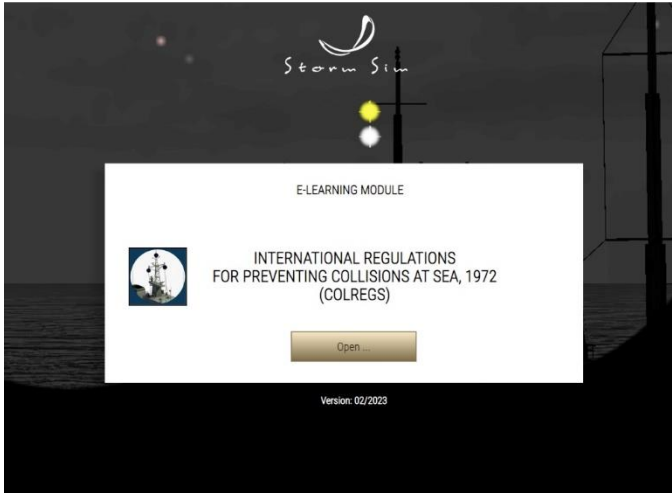 Storm Sim
E-LEARNING MODULE
INTERNATIONAL REGULATIONS
FOR PREVENTING COLLISIONS AT SEA, 1972
(COLREGS)
Open ...
Version: 02/2023